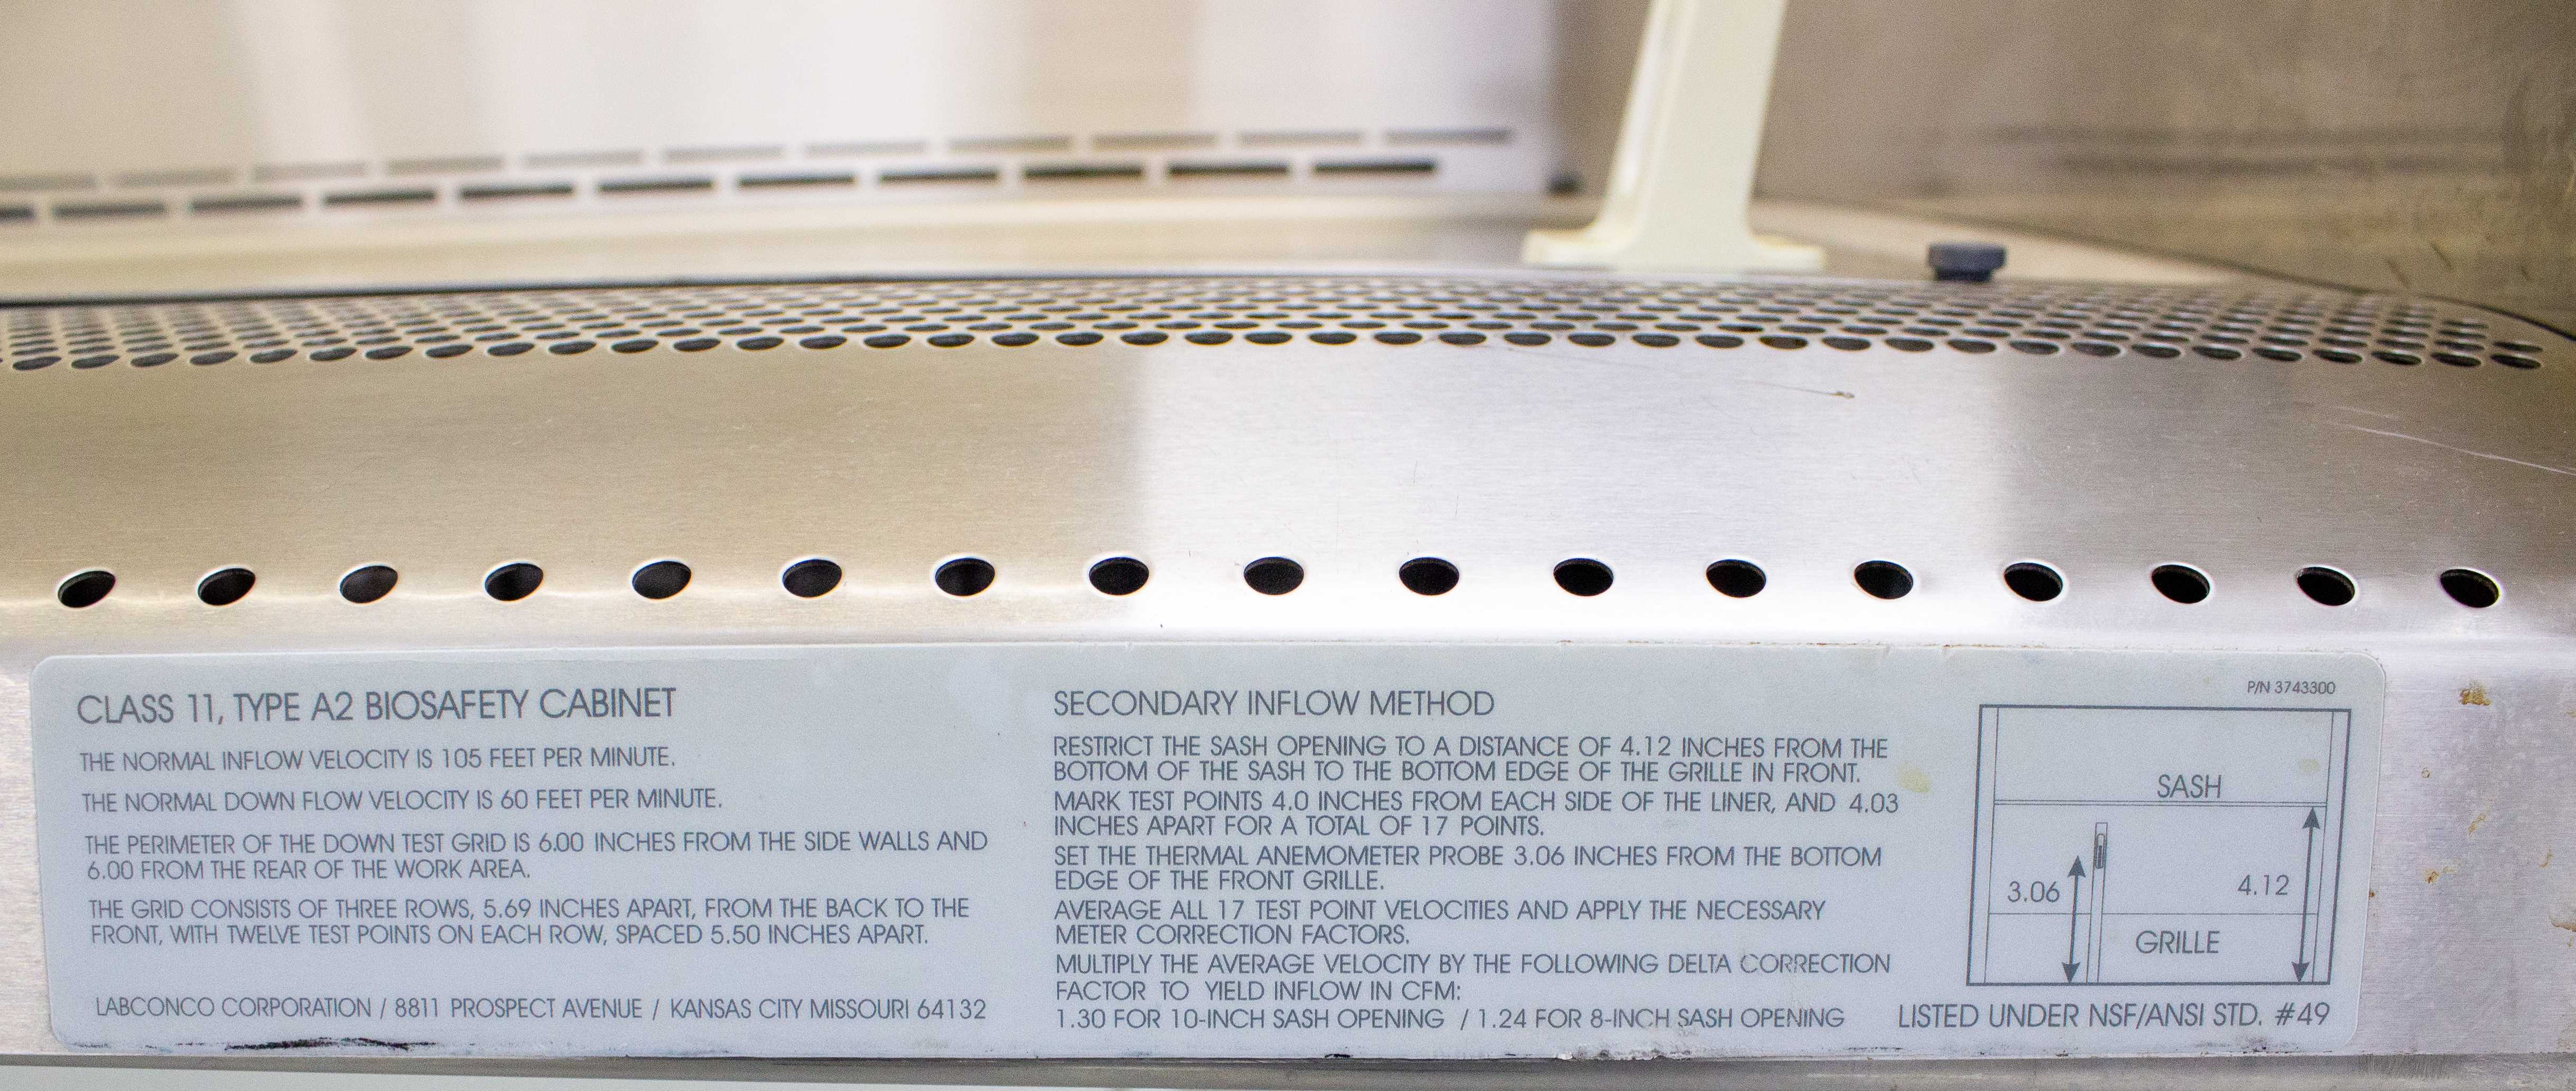 CLASS 11, TYPE A2 BIOSAFETY CABINET
THE NORMAL INFLOW VELOCITY IS 105 FEET PER MINUTE.
THE NORMAL DOWN FLOW VELOCITY IS 60 FEET PER MINUTE.
THE PERIMETER OF THE DOWN TEST GRID IS 6.00 INCHES FROM THE SIDE WALLS AND
6.00 FROM THE REAR OF THE WORK AREA.
THE GRID CONSISTS OF THREE ROWS, 5.69 INCHES APART, FROM THE BACK TO THE
FRONT, WITH TWELVE TEST POINTS ON EACH ROW, SPACED 5.50 INCHES APART.
LABCONCO CORPORATION / 8811 PROSPECT AVENUE / KANSAS CITY MISSOURI 64132
SECONDARY INFLOW METHOD
RESTRICT THE SASH OPENING TO A DISTANCE OF 4.12 INCHES FROM THE
BOTTOM OF THE SASH TO THE BOTTOM EDGE OF THE GRILLE IN FRONT.
MARK TEST POINTS 4.0 INCHES FROM EACH SIDE OF THE LINER, AND 4.03
INCHES APART FOR A TOTAL OF 17 POINTS.
SET THE THERMAL ANEMOMETER PROBE 3.06 INCHES FROM THE BOTTOM
EDGE OF THE FRONT GRILLE.
AVERAGE ALL 17 TEST POINT VELOCITIES AND APPLY THE NECESSARY
METER CORRECTION FACTORS.
MULTIPLY THE AVERAGE VELOCITY BY THE FOLLOWING DELTA CORRECTION
FACTOR TO YIELD INFLOW IN CFM:
1.30 FOR 10-INCH SASH OPENING / 1.24 FOR 8-INCH SASH OPENING
P/N 3743300
SASH
3.06
4.12
GRILLE
LISTED UNDER NSF/ANSI STD. #49